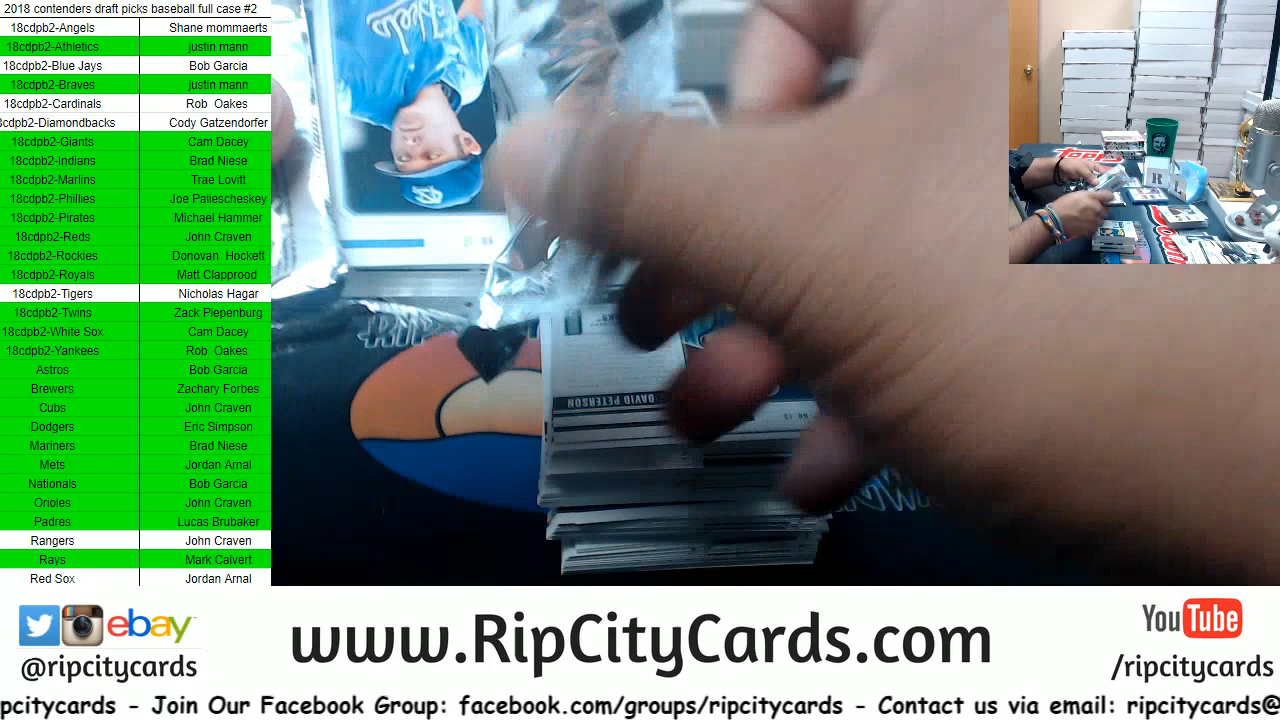 2018 contenders draft picks baseball full case #2
18cdpb2-Angels Shane mommaerts
18cdpb2-Athletics justin mann
18cdpb2-Blue Jays Bob Garcia
18cdpb2-Braves justin mann
18cdpb2-Cardinals Rob Oakes
8cdpb2-Diamondbacks Cody Gatzendorfer
18cdpb2-Giants Cam Dacey
18cdpb2-Indians Brad Niese
18cdpb2-Marlins Trae Lovitt
18cdpb2-Phillies Joe Paliescheskey
18cdpb2-Pirates Michael Hammer
18cdpb2-Reds John Craven
18cdpb2-Rockies Donovan Hockett
18cdpb2-Royals Matt Clapprood
18cdpb2-Tigers Nicholas Hagar
18cdpb2-Twins Zack Piepenburg
18cdpb2-White Sox Cam Dacey
18cdpb2-Yankees Rob Oakes
Astros Bob Garcia
Brewers Zachary Forbes
Cubs John Craven
Dodgers Eric Simpson
Mariners Brad Niese
Mets Jordan Arnal
Nationals Bob Garcia
Orioles John Craven
Padres Lucas Brubaker
Rangers John Craven
Rays Mark Calvert
Red Sox Jordan Arnal
Heels
DAVID PETERSON
topps
ebay
@ripcitycards
www.RipCityCards.com
YouTube
/ripcitycards
pcitycards - Join Our Facebook Group: facebook.com/groups/ripcitycards - Contact us via email: ripcitycards@